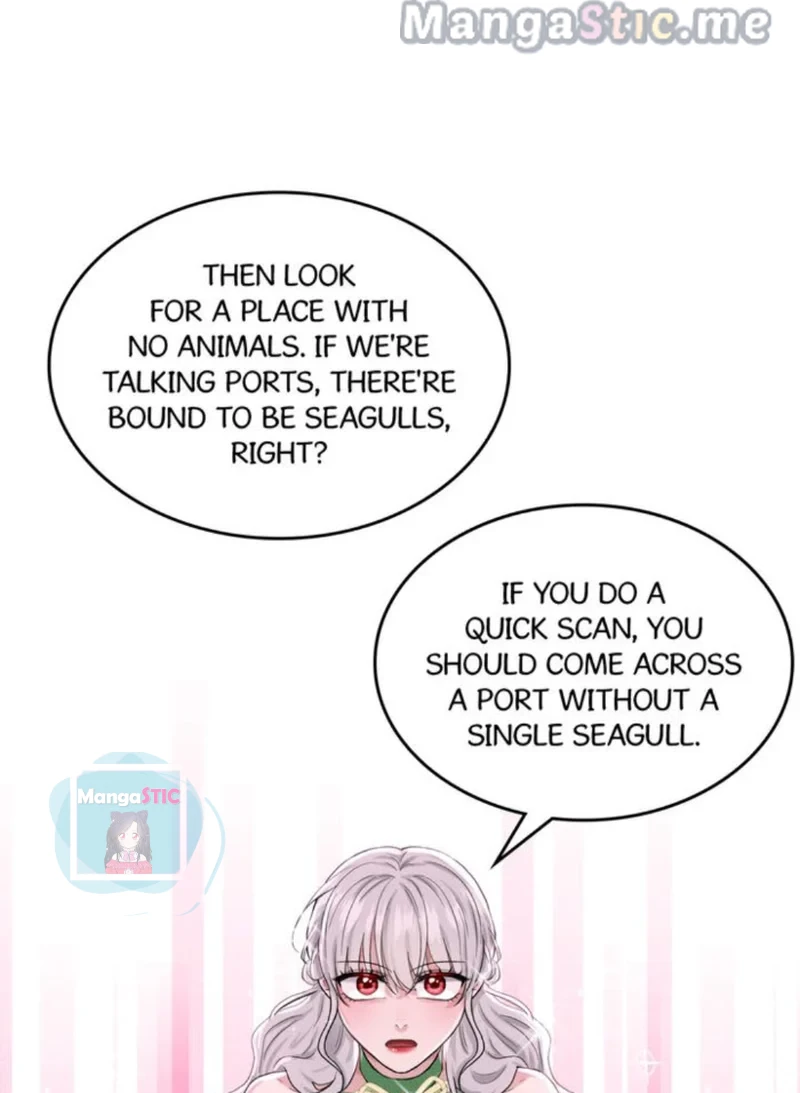 MangaStic.me
THEN LOOK
FOR A PLACE WITH
NO ANIMALS. IF WE'RE
TALKING PORTS, THERE'RE
BOUND TO BE SEAGULLS,
RIGHT?
IF YOU DO A
QUICK SCAN, YOU
SHOULD COME ACROSS
A PORT WITHOUT A
SINGLE SEAGULL.
MangaSTIC